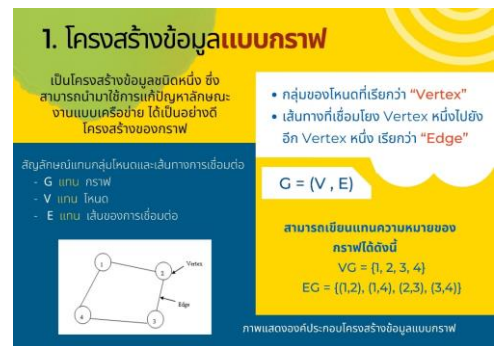 1. โครงสร้างข้อมูลแบบกราฟ
เป็นโครงสร้างข้อมูลชนิดหนึ่ง ซึ่ง
สามารถนำมาใช้การแก้ปัญหาลักษณะ
งานแบบเครือข่าย ได้เป็นอย่างดี
โครงสร้างของกราฟ
สัญลักษณ์แทนกลุ่มโหนดและเส้นทางการเชื่อมต่อ
- G แทน กราฟ
- V แทน โหนด
- E แทน เส้นของการเชื่อมต่อ
1
2
Vertex
Edge
4
3
• กลุ่มของโหนดที่เรียกว่า “Vertex”
• เส้นทางที่เชื่อมโยง Vertex หนึ่งไปยัง
อีก Vertex หนึ่ง เรียกว่า “Edge”
G = (V , E)
สามารถเขียนแทนความหมายของ
กราฟได้ดังนี้
VG = {1, 2, 3, 4}
EG = {(1,2), (1,4), (2,3), (3,4)}
ภาพแสดงองค์ประกอบโครงสร้างข้อมูลแบบกราฟ